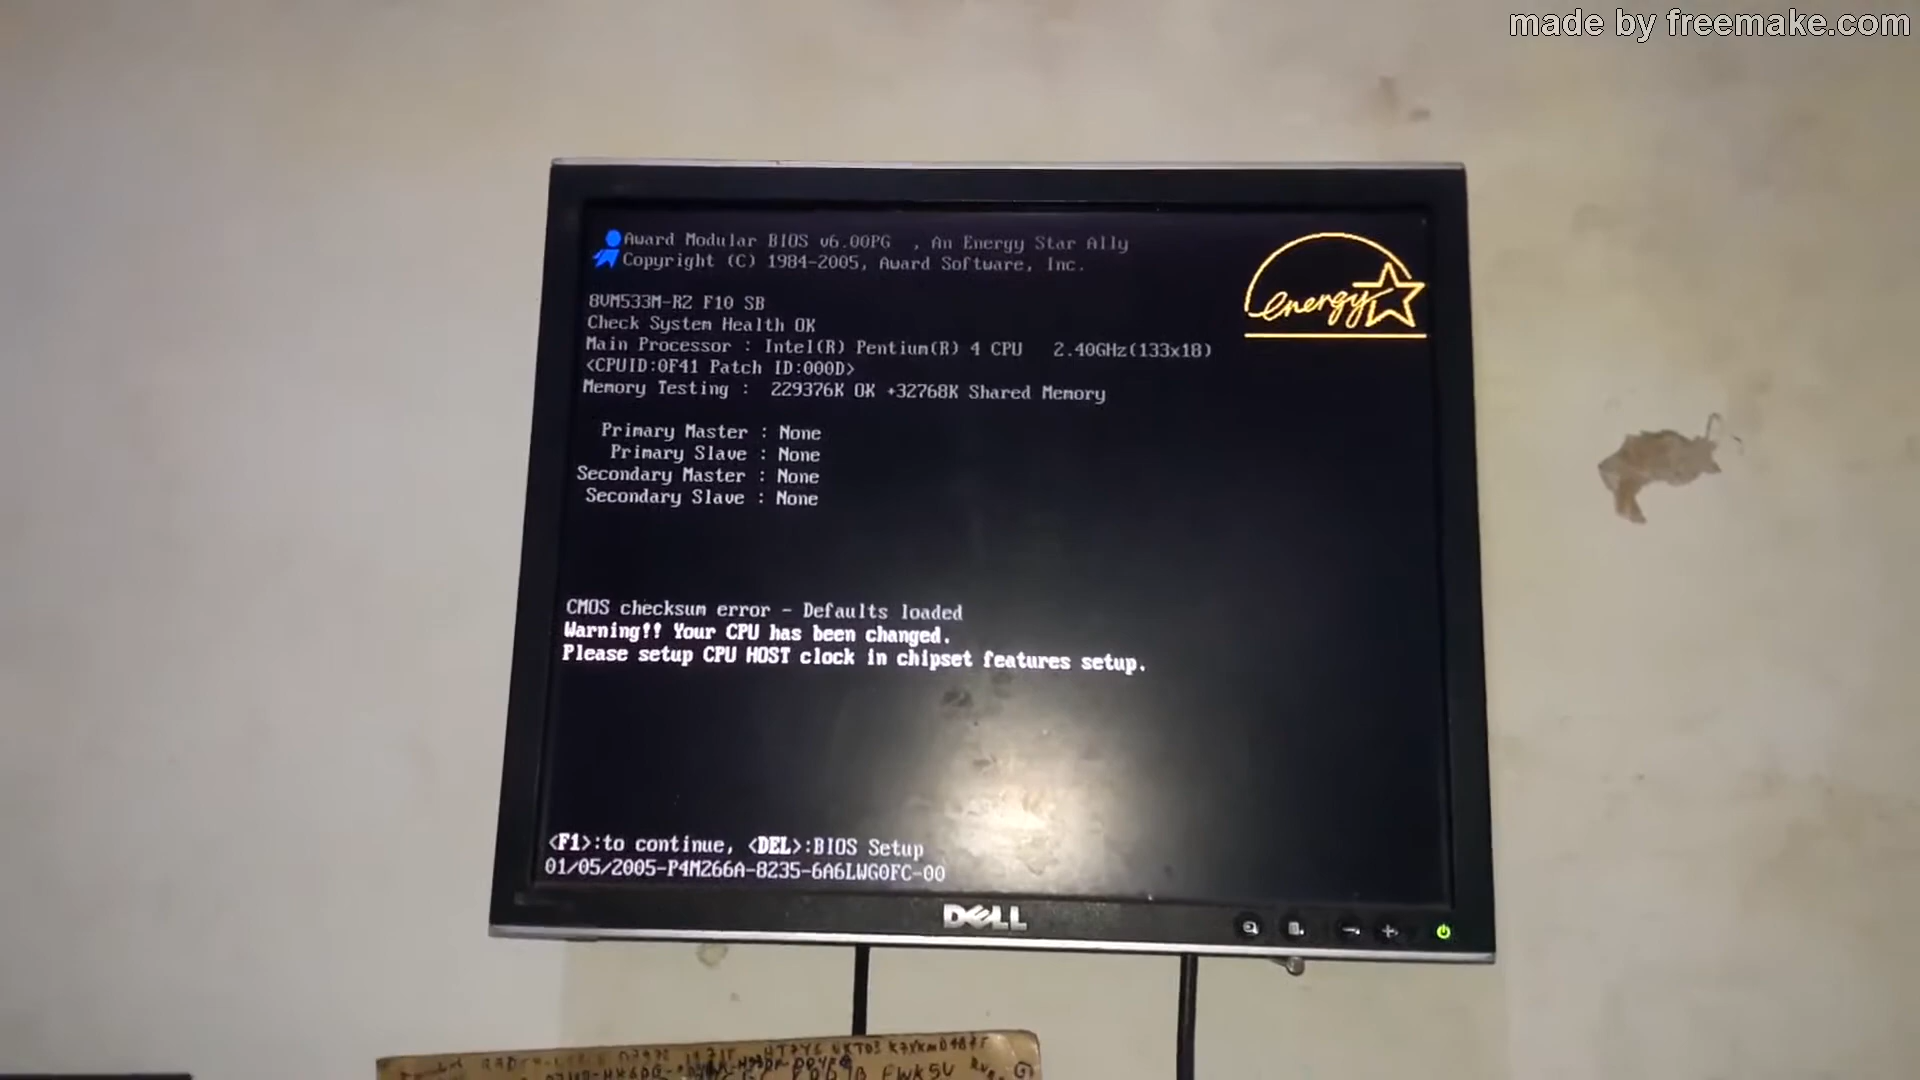 made by freemake.com
Award Modular BIOS v6.00PG , An Energy Star Ally
Copyright (C) 1984-2005, Award Software, Inc.
energy
8VM533M-RZ F10 SB
Check System Health OK
Main Processor : Intel(R) Pentium(R) 4 CPU 2.40GHz(133x18)
<CPUID:0F41 Patch ID:000D>
Memory Testing : 229376K OK +32768K Shared Memory
Primary Master : None
Primary Slave : None
Secondary Master : None
Secondary Slave : None
CMOS checksum error - Defaults loaded
Warning!! Your CPU has been changed.
Please setup CPU HOST clock in chipset features setup.
<F1>:to continue, <DEL>:BIOS Setup
01/05/2005-P4M266A-8235-6A6LWG0FC-00
DELL